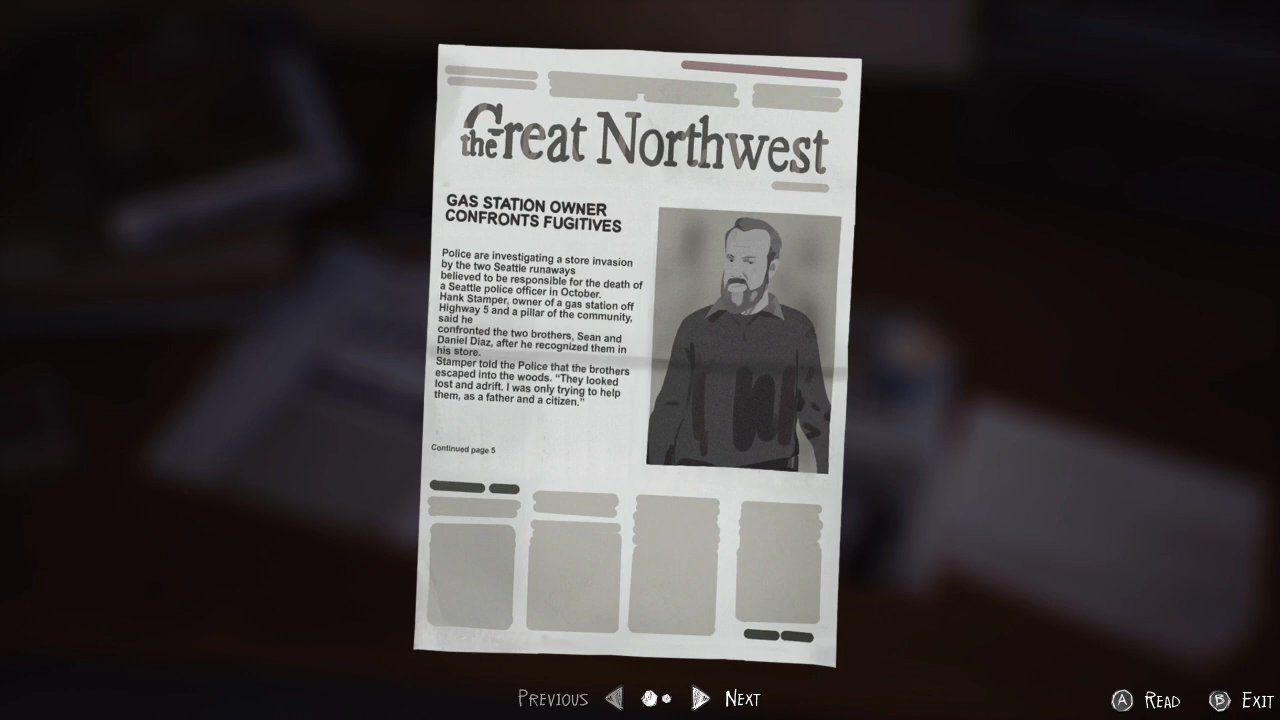 the Great Northwest
GAS STATION OWNER
CONFRONTS FUGITIVES
Police are investigating a store invasion
by the two Seattle runaways
believed to be responsible for the death of
a Seattle police officer in October.
Hank Stamper, owner of a gas station off
Highway 5 and a pillar of the community,
said he
confronted the two brothers, Sean and
Daniel Diaz, after he recognized them in
his store.
Stamper told the Police that the brothers
escaped into the woods. “They looked
lost and adrift. I was only trying to help
them, as a father and a citizen.”
Continued page 5
Previous Next
A Read B Exit